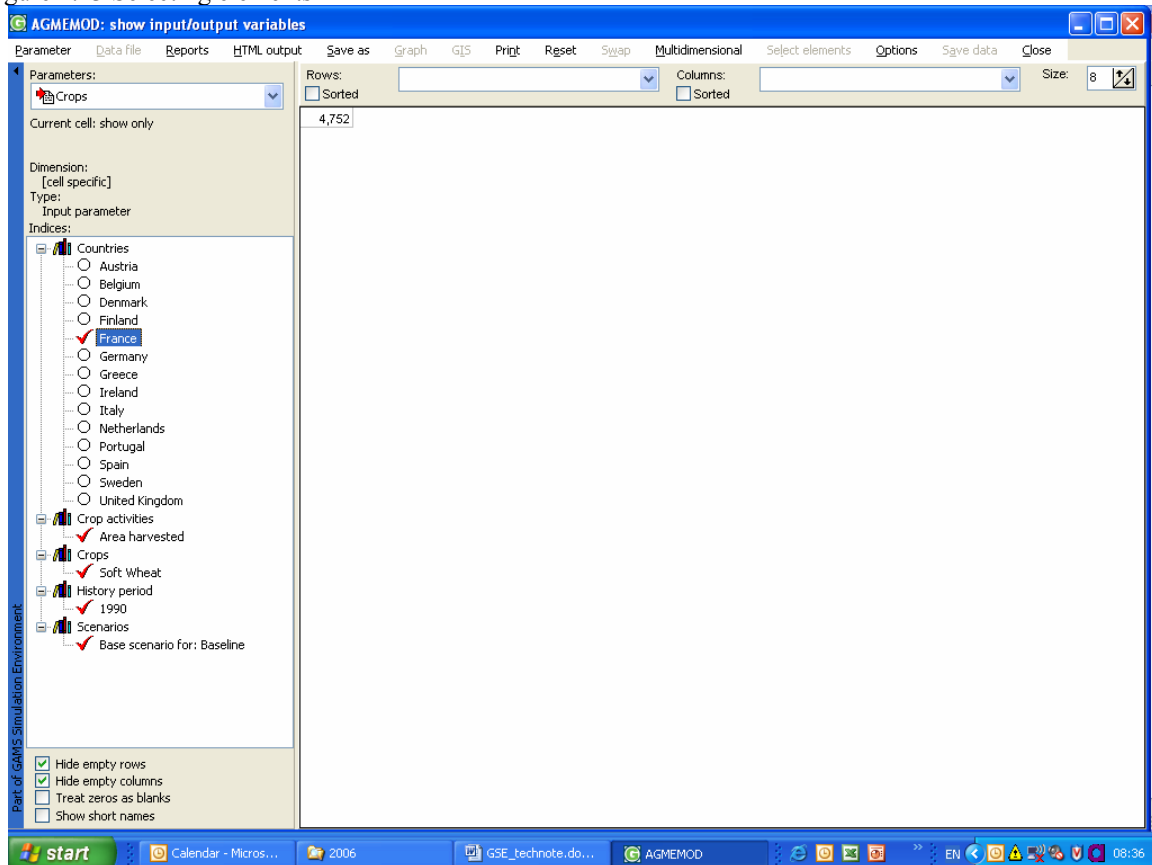 AGMEMOD: show input/output variables
Parameter Data file Reports HTML output Save as Graph GIS Print Reset Swap Multidimensional Select elements Options Save data Close
Parameters:
Crops
Rows:
Sorted
Columns:
Sorted
Size: 8
Current cell: show only
4,752
Dimension:
[cell specific]
Type:
Input parameter
Indices:
Countries
Austria
Belgium
Denmark
Finland
France
Germany
Greece
Ireland
Italy
Netherlands
Portugal
Spain
Sweden
United Kingdom
Crop activities
Area harvested
Crops
Soft Wheat
History period
1990
Scenarios
Base scenario for: Baseline
Part of GAMS Simulation Environment
Hide empty rows
Hide empty columns
Treat zeros as blanks
Show short names
start Calendar - Micros... 2006 GSE_technote.do... AGMEMOD EN 08:36